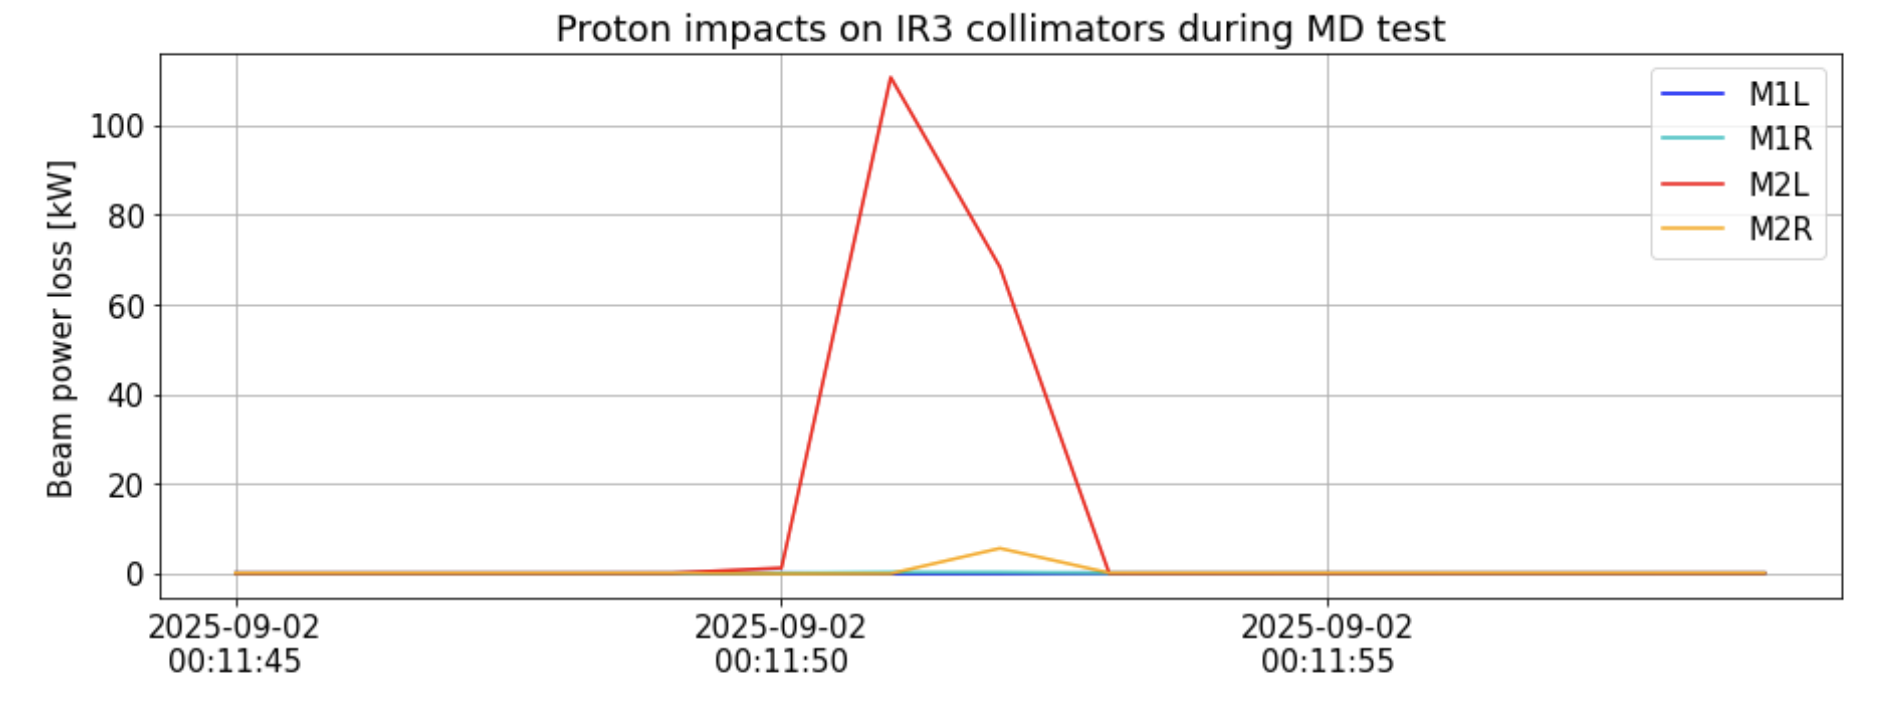 Proton impacts on IR3 collimators during MD test
Beam power loss [kW]
100
80
60
40
20
0
M1L
M1R
M2L
M2R
2025-09-02
00:11:45
2025-09-02
00:11:50
2025-09-02
00:11:55